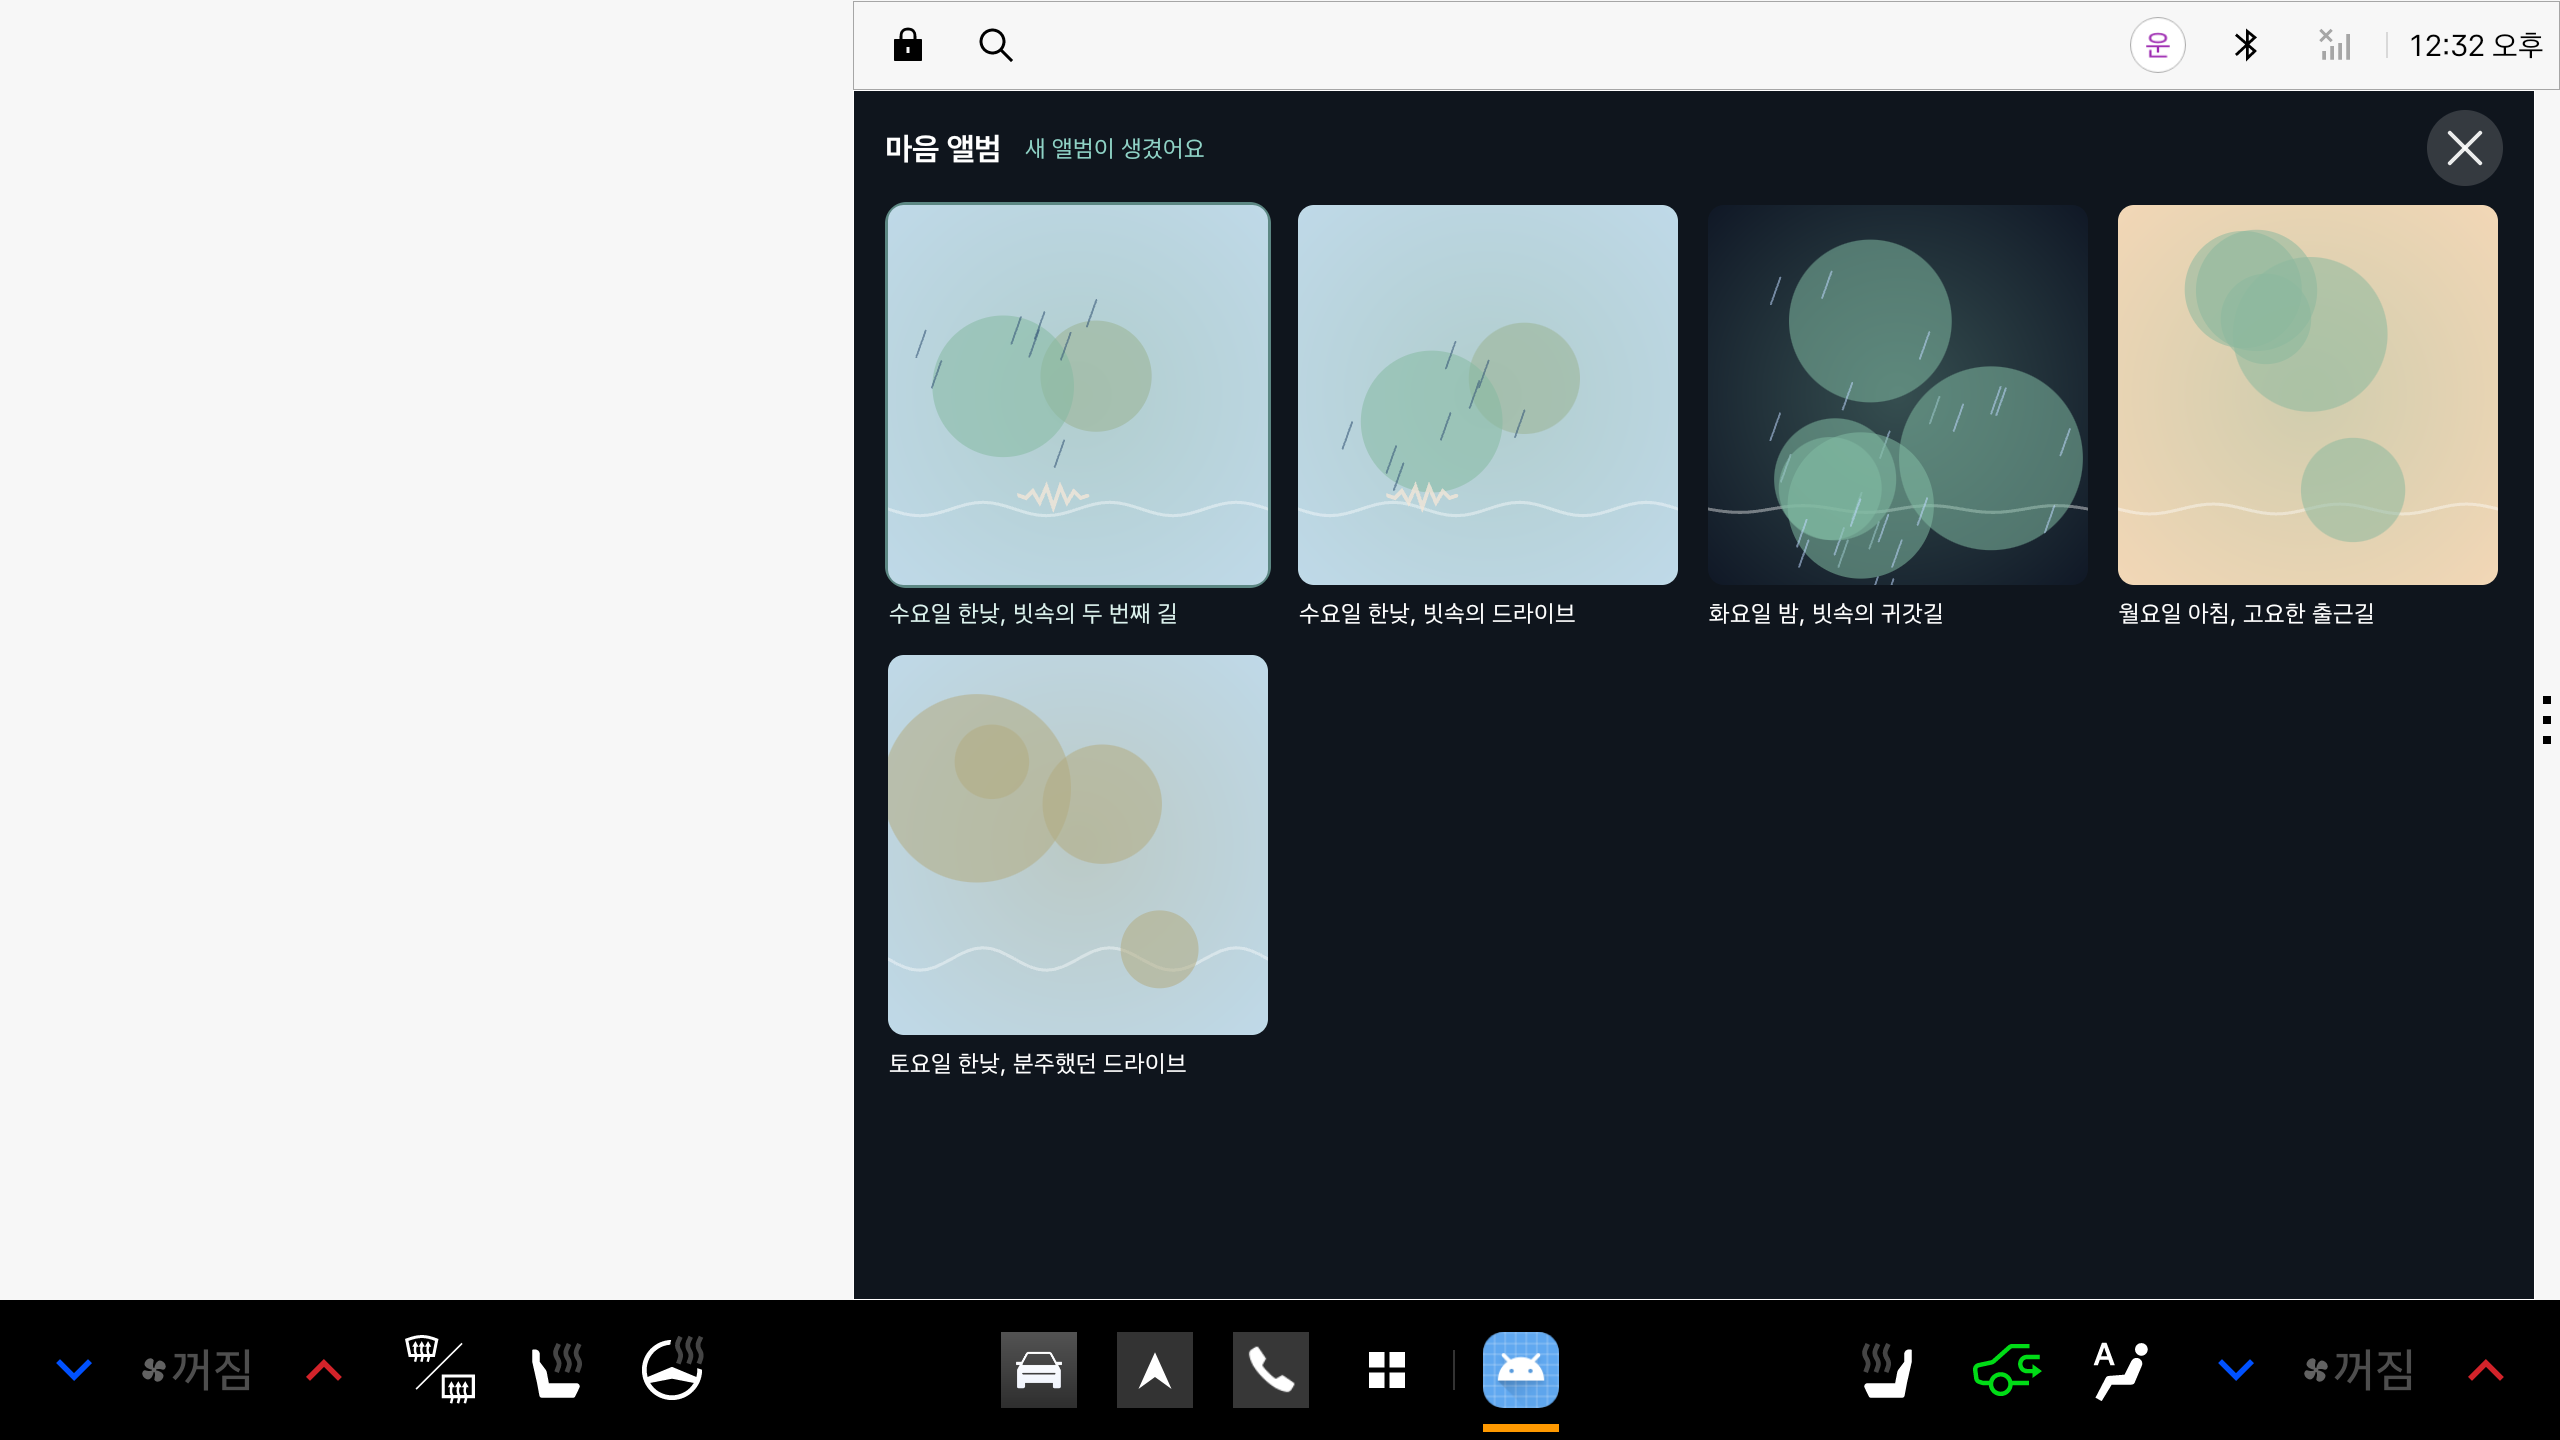 운
12:32 오후
마음 앨범 새 앨범이 생겼어요
수요일 한낮, 빗속의 두 번째 길
수요일 한낮, 빗속의 드라이브
화요일 밤, 빗속의 귀갓길
월요일 아침, 고요한 출근길
토요일 한낮, 분주했던 드라이브
꺼짐
A
꺼짐